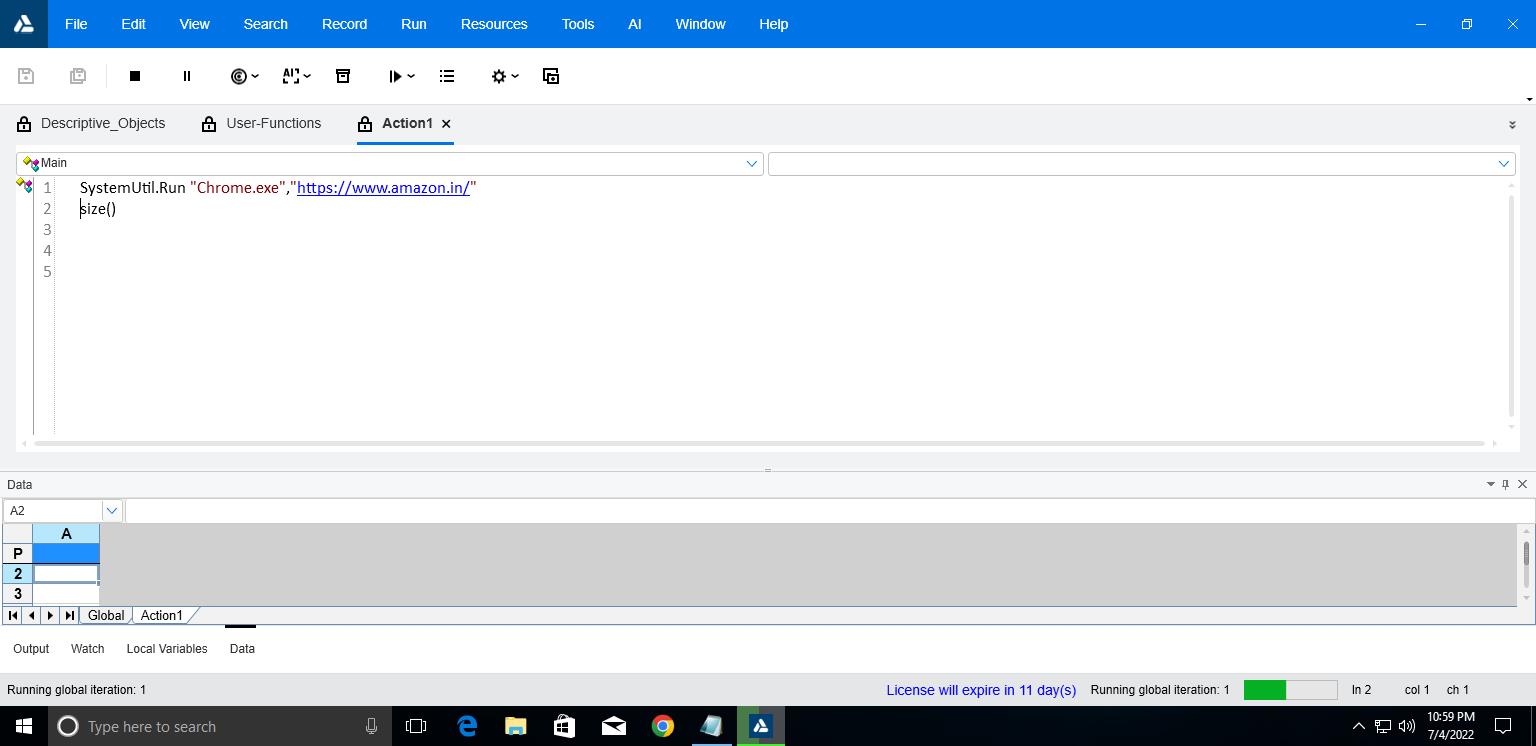 File Edit View Search Record Run Resources Tools AI Window Help
Descriptive_Objects User-Functions Action1
Main
1 SystemUtil.Run "Chrome.exe","https://www.amazon.in/"
2 size()
3
4
5
Data
A2
A
P
2
3
Global Action1
Output Watch Local Variables Data
Running global iteration: 1 License will expire in 11 day(s) Running global iteration: 1 ln 2 col 1 ch 1
Type here to search 10:59 PM
7/4/2022